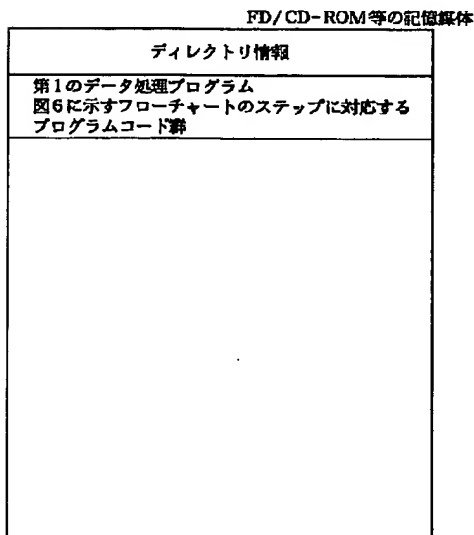 FD/CD-ROM等の記憶媒体
ディレクトリ情報
第1のデータ処理プログラム
図6に示すフローチャートのステップに対応する
プログラムコード群